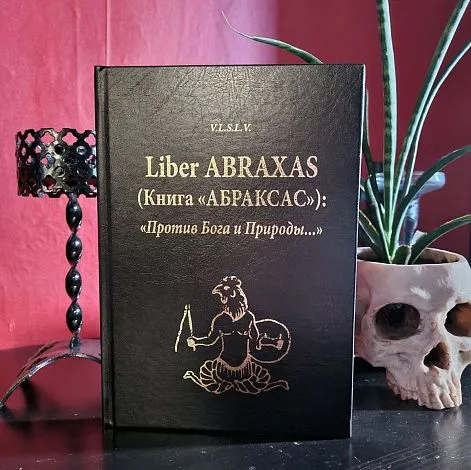 V.L.S.L.V.
Liber ABRAXAS
(Книга «АБРАКСАС»):
«Против Бога и Природы...»